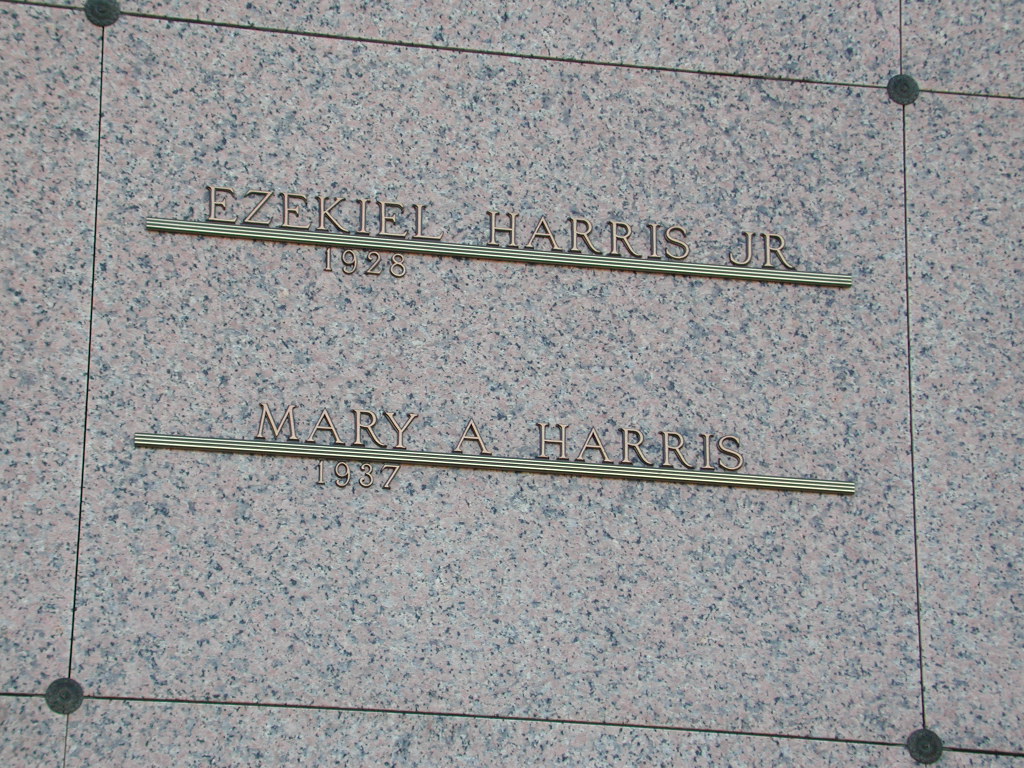 EZEKIEL HARRIS JR
1928
MARY A HARRIS
1937